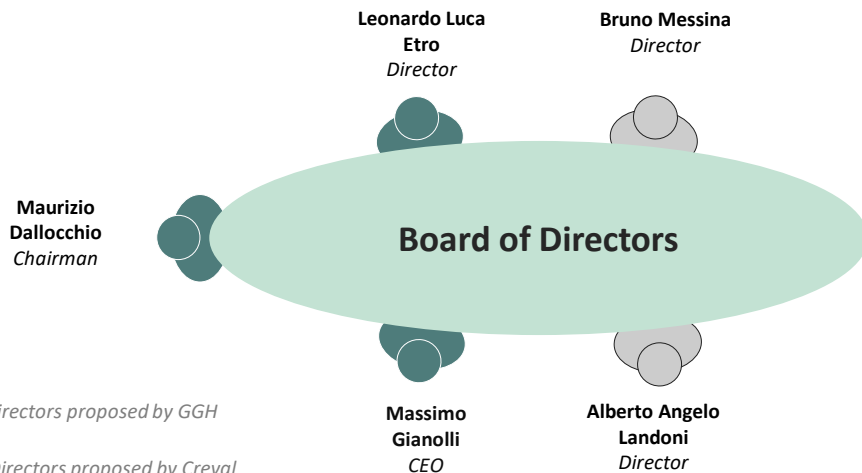 Leonardo Luca
Etro
Director
Bruno Messina
Director
Maurizio
Dallocchio
Chairman
Board of Directors
irectors proposed by GGH
Directors proposed by Creval
Massimo
Gianolli
CEO
Alberto Angelo
Landoni
Director